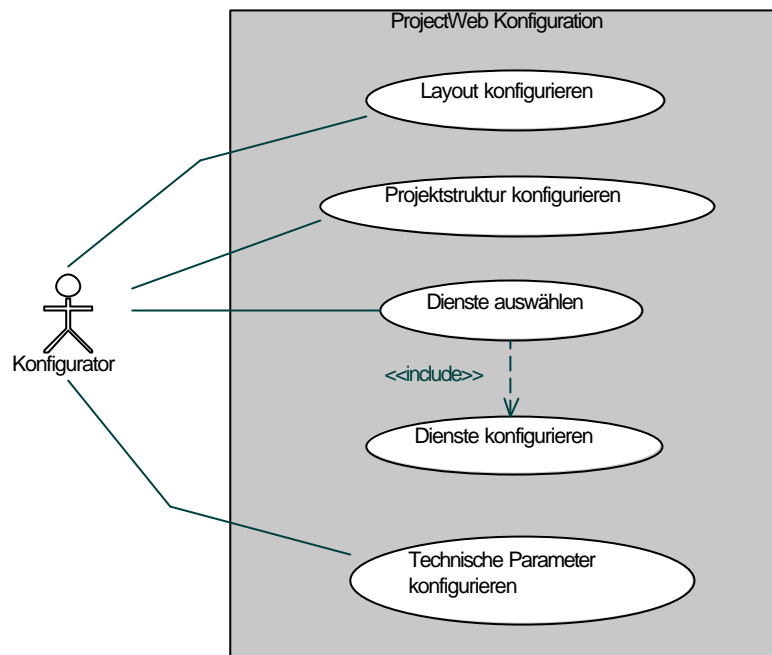 ProjectWeb Konfiguration
Layout konfigurieren
Projektstruktur konfigurieren
Dienste auswählen
Konfigurator
<<include>>
Dienste konfigurieren
Technische Parameter
konfigurieren